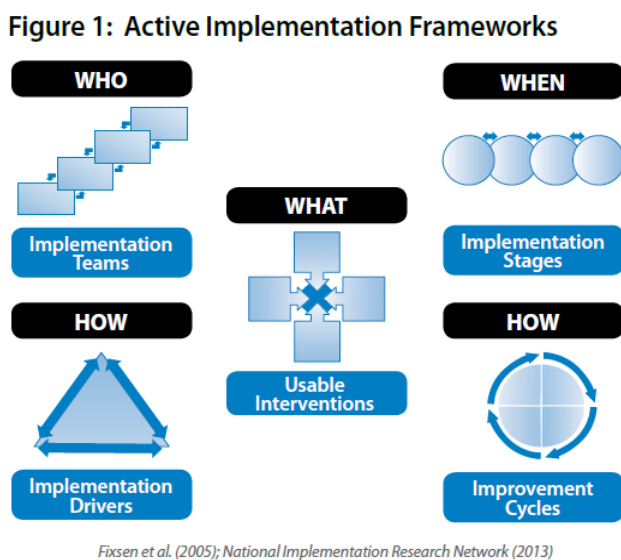 Figure 1: Active Implementation Frameworks
WHO
Implementation
Teams
WHEN
Implementation
Stages
WHAT
Usable
Interventions
HOW
Implementation
Drivers
HOW
Improvement
Cycles
Fixsen et al. (2005); National Implementation Research Network (2013)